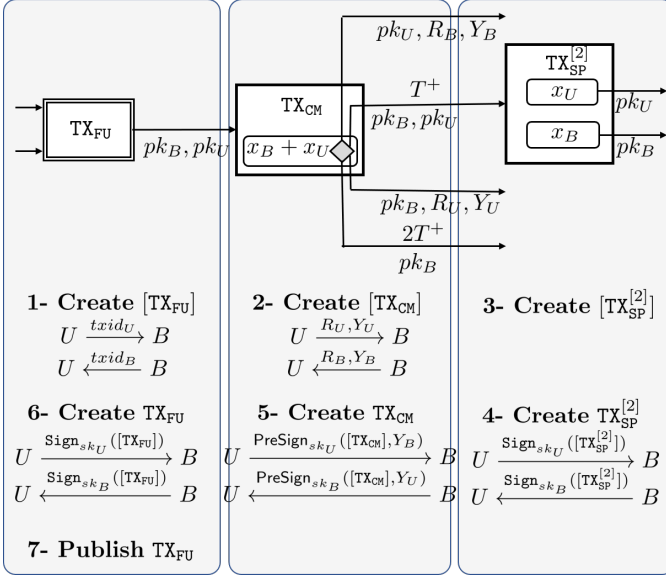 pk_U, R_B, Y_B
TX_SP^[2]
x_U
pk_U
x_B
pk_B
TX_FU
pk_B, pk_U
TX_CM
x_B + x_U
T^+
pk_B, pk_U
pk_B, R_U, Y_U
2T^+
pk_B
1- Create [TX_FU]
U txid_U → B
U ← txid_B B
2- Create [TX_CM]
U R_U,Y_U → B
U ← R_B,Y_B B
3- Create [TX_SP^[2]]
6- Create TX_FU
U Sign_{sk_U}([TX_FU]) → B
U ← Sign_{sk_B}([TX_FU]) B
5- Create TX_CM
U PreSign_{sk_U}([TX_CM],Y_B) → B
U ← PreSign_{sk_B}([TX_CM],Y_U) B
4- Create TX_SP^[2]
U Sign_{sk_U}([TX_SP^[2]]) → B
U ← Sign_{sk_B}([TX_SP^[2]]) B
7- Publish TX_FU